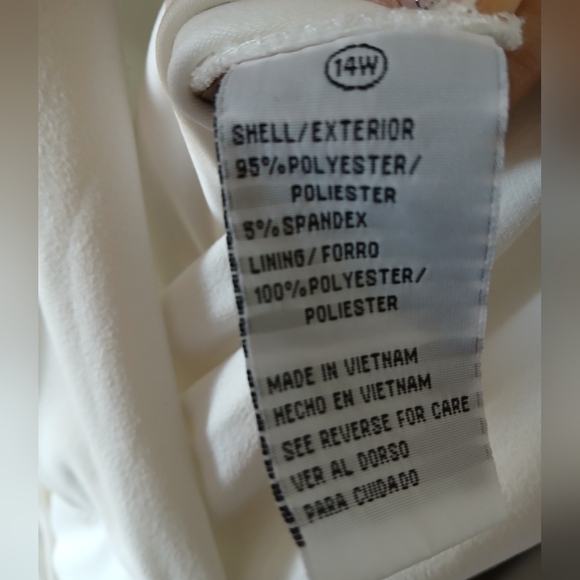 14W
SHELL/EXTERIOR
95%POLYESTER/
POLIESTER
5%SPANDEX
LINING/FORRO
100%POLYESTER/
POLIESTER
MADE IN VIETNAM
HECHO EN VIETNAM
SEE REVERSE FOR CARE
VER AL DORSO
PARA CUIDADO